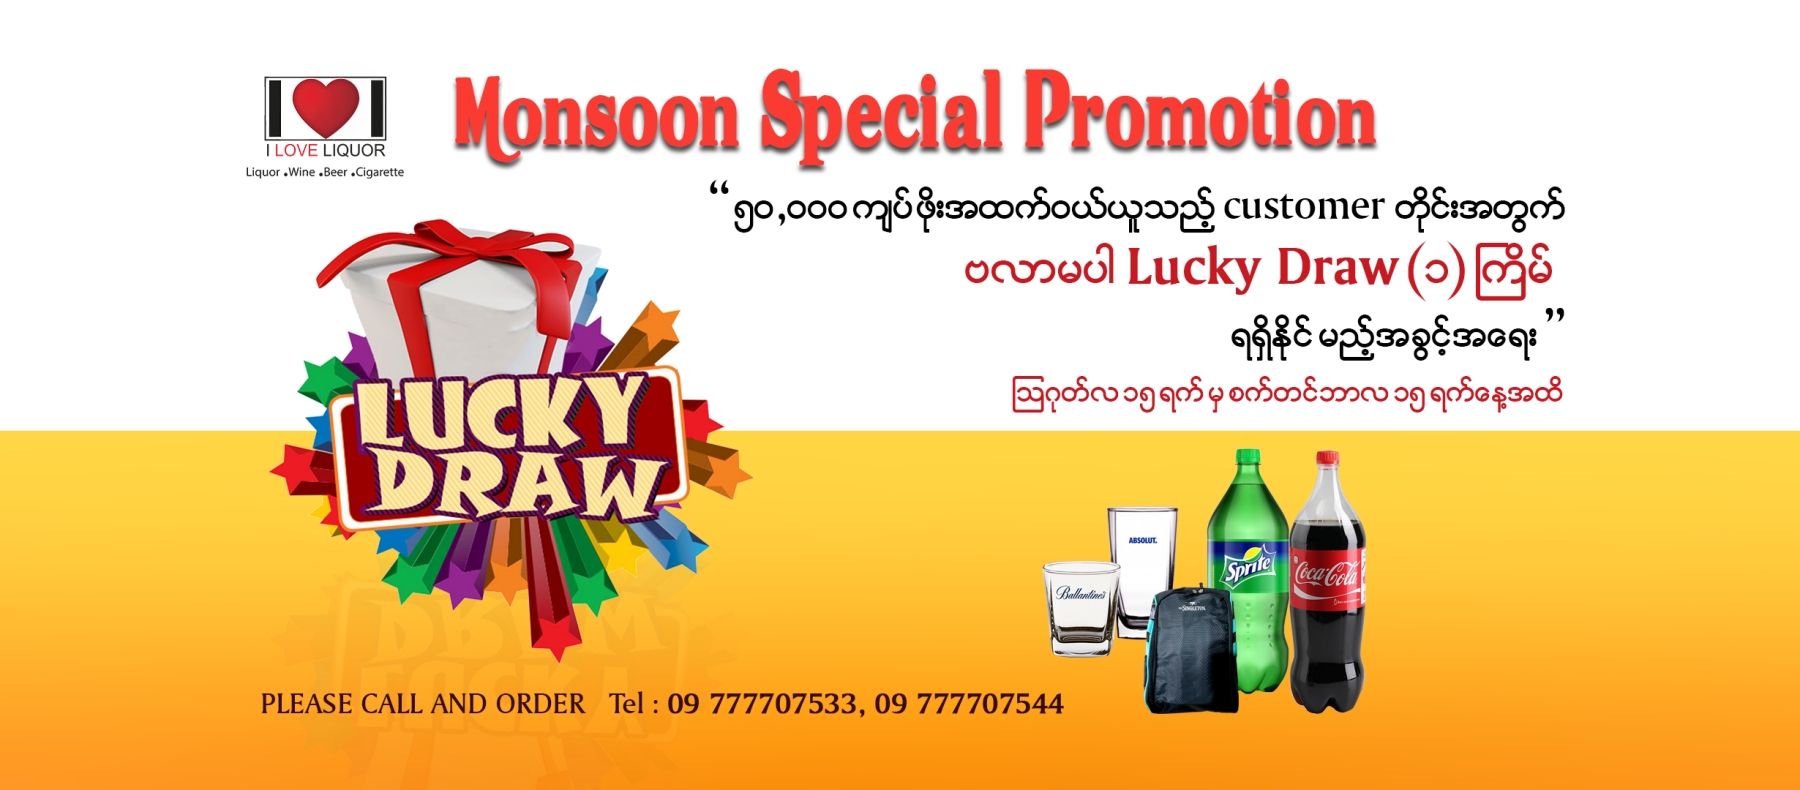 I LOVE LIQUOR
Liquor .Wine .Beer .Cigarette
Monsoon Special Promotion
“ ၅၀,၀၀၀ ကျပ်ဖိုးအထက်ဝယ်ယူသည့် customer တိုင်းအတွက်
ဗလာမပါ Lucky Draw (၁) ကြိမ်
ရရှိနိုင် မည့်အခွင့်အရေး ”
ဩဂုတ်လ ၁၅ ရက် မှ စက်တင်ဘာလ ၁၅ ရက်နေ့အထိ
LUCKY
DRAW
ABSOLUT.
Ballantine's
THE SINGLETON.
Sprite
Coca-Cola
PLEASE CALL AND ORDER Tel : 09 777707533, 09 777707544